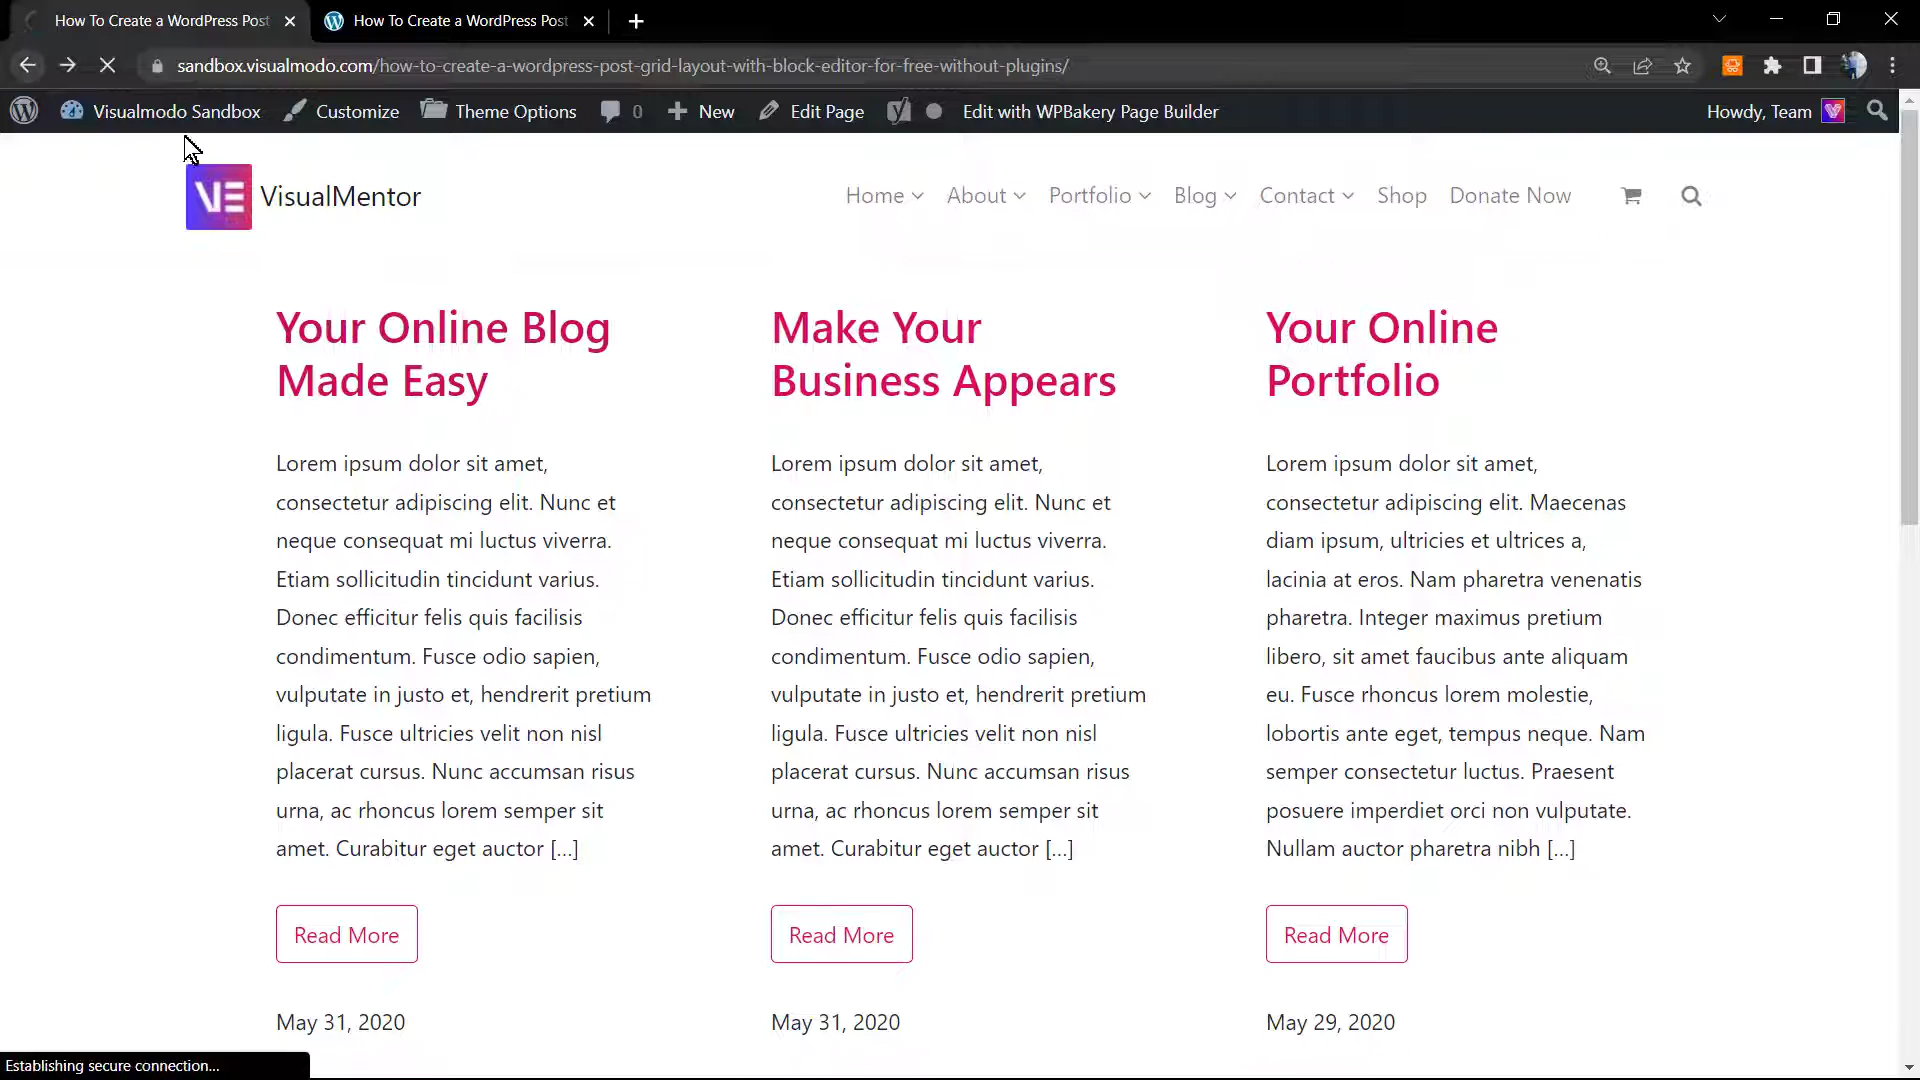 How To Create a WordPress Post
How To Create a WordPress Post
sandbox.visualmodo.com/how-to-create-a-wordpress-post-grid-layout-with-block-editor-for-free-without-plugins/
Visualmodo Sandbox Customize Theme Options 0 New Edit Page Edit with WPBakery Page Builder Howdy, Team
VE VisualMentor
Home About Portfolio Blog Contact Shop Donate Now
Your Online Blog
Made Easy
Lorem ipsum dolor sit amet,
consectetur adipiscing elit. Nunc et
neque consequat mi luctus viverra.
Etiam sollicitudin tincidunt varius.
Donec efficitur felis quis facilisis
condimentum. Fusce odio sapien,
vulputate in justo et, hendrerit pretium
ligula. Fusce ultricies velit non nisl
placerat cursus. Nunc accumsan risus
urna, ac rhoncus lorem semper sit
amet. Curabitur eget auctor [...]
Read More
May 31, 2020
Make Your
Business Appears
Lorem ipsum dolor sit amet,
consectetur adipiscing elit. Nunc et
neque consequat mi luctus viverra.
Etiam sollicitudin tincidunt varius.
Donec efficitur felis quis facilisis
condimentum. Fusce odio sapien,
vulputate in justo et, hendrerit pretium
ligula. Fusce ultricies velit non nisl
placerat cursus. Nunc accumsan risus
urna, ac rhoncus lorem semper sit
amet. Curabitur eget auctor [...]
Read More
May 31, 2020
Your Online
Portfolio
Lorem ipsum dolor sit amet,
consectetur adipiscing elit. Maecenas
diam ipsum, ultricies et ultrices a,
lacinia at eros. Nam pharetra venenatis
pharetra. Integer maximus pretium
libero, sit amet faucibus ante aliquam
eu. Fusce rhoncus lorem molestie,
lobortis ante eget, tempus neque. Nam
semper consectetur luctus. Praesent
posuere imperdiet orci non vulputate.
Nullam auctor pharetra nibh [...]
Read More
May 29, 2020
Establishing secure connection...